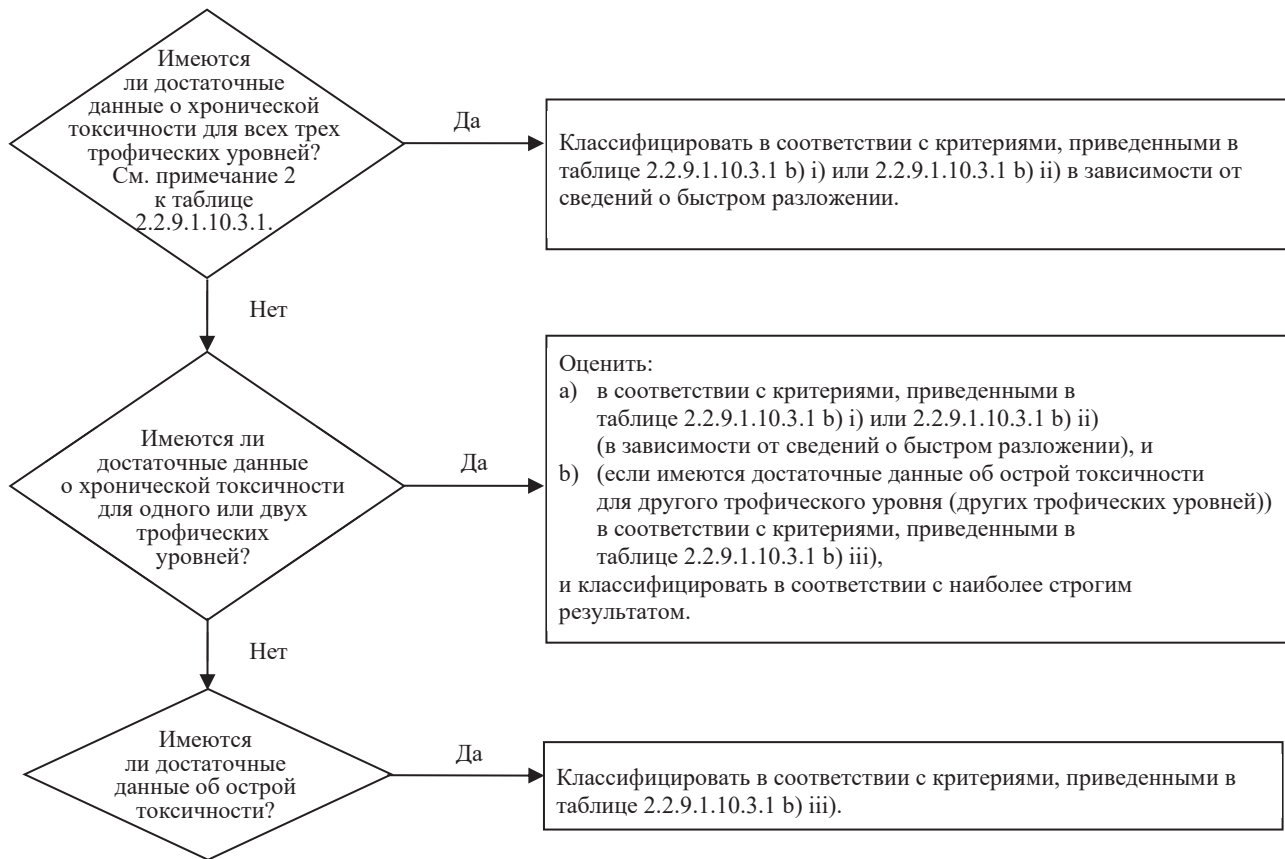 Имеются
ли достаточные
данные о хронической
токсичности для всех трех
трофических уровней?
См. примечание 2
к таблице
2.2.9.1.10.3.1.
Да
Классифицировать в соответствии с критериями, приведенными в
таблице 2.2.9.1.10.3.1 b) i) или 2.2.9.1.10.3.1 b) ii) в зависимости от
сведений о быстром разложении.
Нет
Имеются ли
достаточные данные
о хронической токсичности
для одного или двух
трофических
уровней?
Да
Оценить:
a) в соответствии с критериями, приведенными в
таблице 2.2.9.1.10.3.1 b) i) или 2.2.9.1.10.3.1 b) ii)
(в зависимости от сведений о быстром разложении), и
b) (если имеются достаточные данные об острой токсичности
для другого трофического уровня (других трофических уровней))
в соответствии с критериями, приведенными в
таблице 2.2.9.1.10.3.1 b) iii),
и классифицировать в соответствии с наиболее строгим
результатом.
Нет
Имеются
ли достаточные
данные об острой
токсичности?
Да
Классифицировать в соответствии с критериями, приведенными в
таблице 2.2.9.1.10.3.1 b) iii).